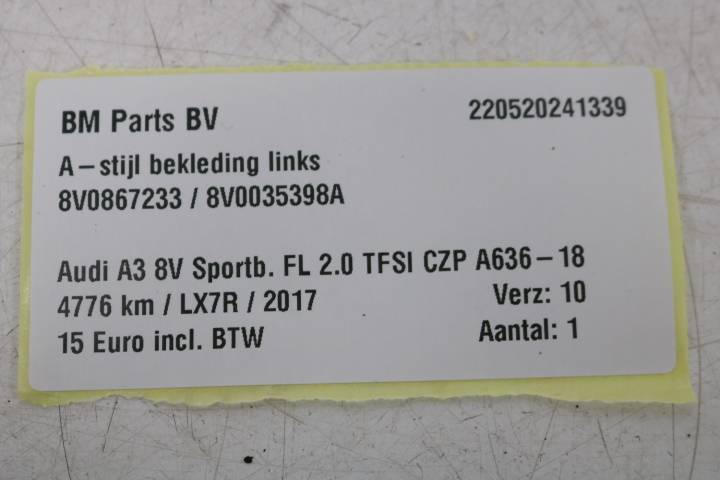 BM Parts BV 220520241339
A-stijl bekleding links
8V0867233 / 8V0035398A
Audi A3 8V Sportb. FL 2.0 TFSI CZP A636-18
4776 km / LX7R / 2017 Verz: 10
15 Euro incl. BTW Aantal: 1